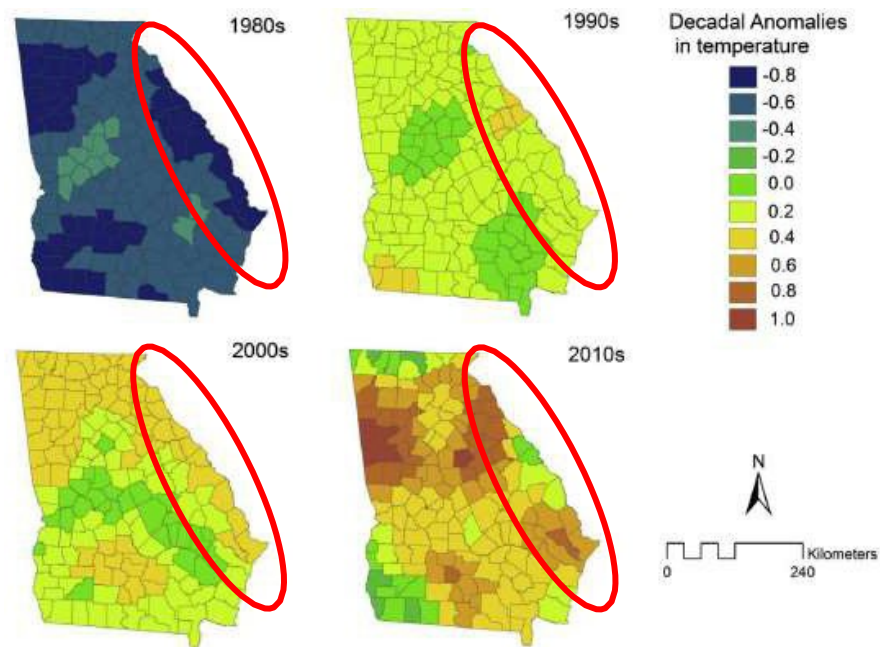 1980s
1990s
Decadal Anomalies
in temperature
-0.8
-0.6
-0.4
-0.2
0.0
0.2
0.4
0.6
0.8
1.0
2000s
2010s
N
Kilometers
0
240